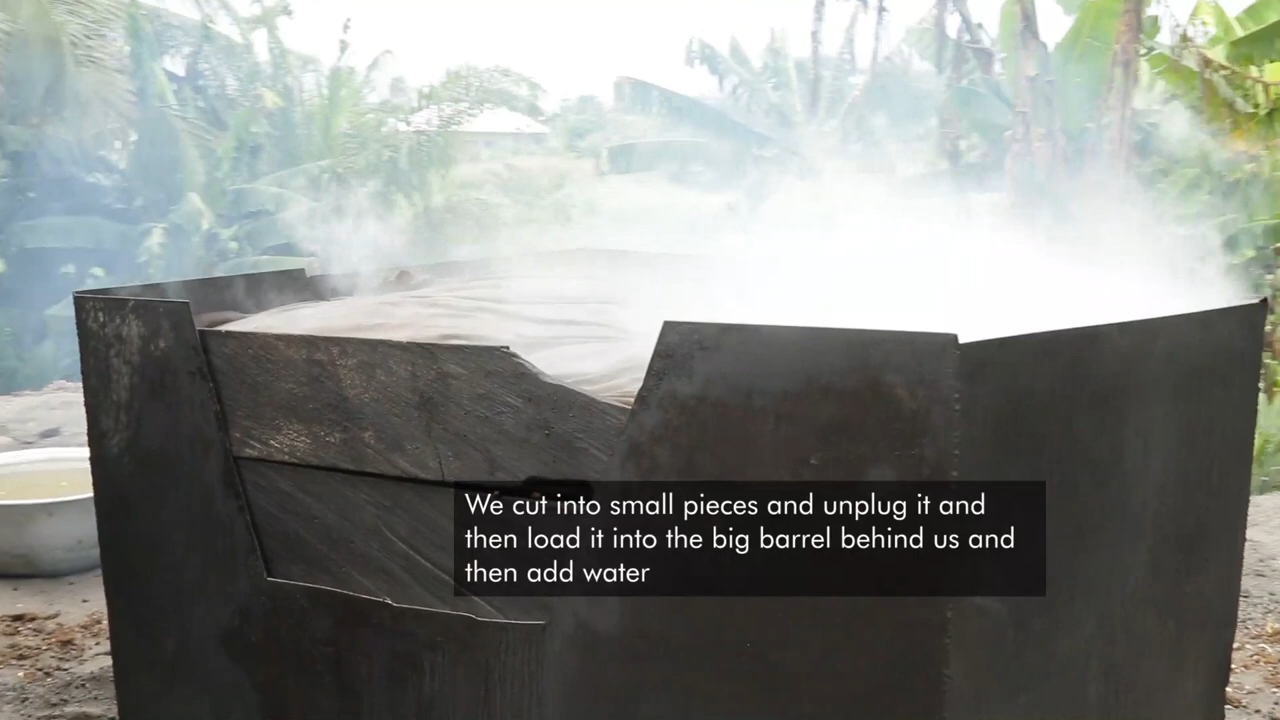 We cut into small pieces and unplug it and
then load it into the big barrel behind us and
then add water